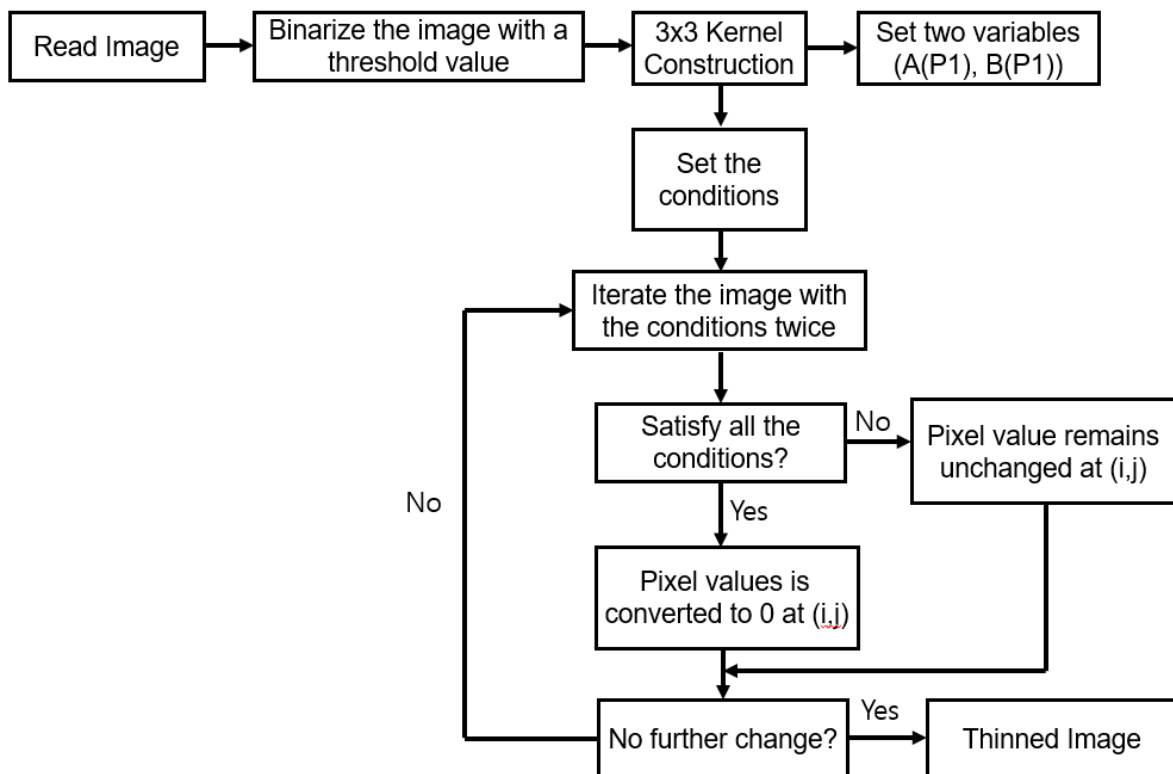 Read Image
Binarize the image with a
threshold value
3x3 Kernel
Construction
Set two variables
(A(P1), B(P1))
Set the
conditions
Iterate the image with
the conditions twice
Satisfy all the
conditions?
No
Pixel value remains
unchanged at (i,j)
No
Yes
Pixel values is
converted to 0 at (i,j)
No further change?
Yes
Thinned Image